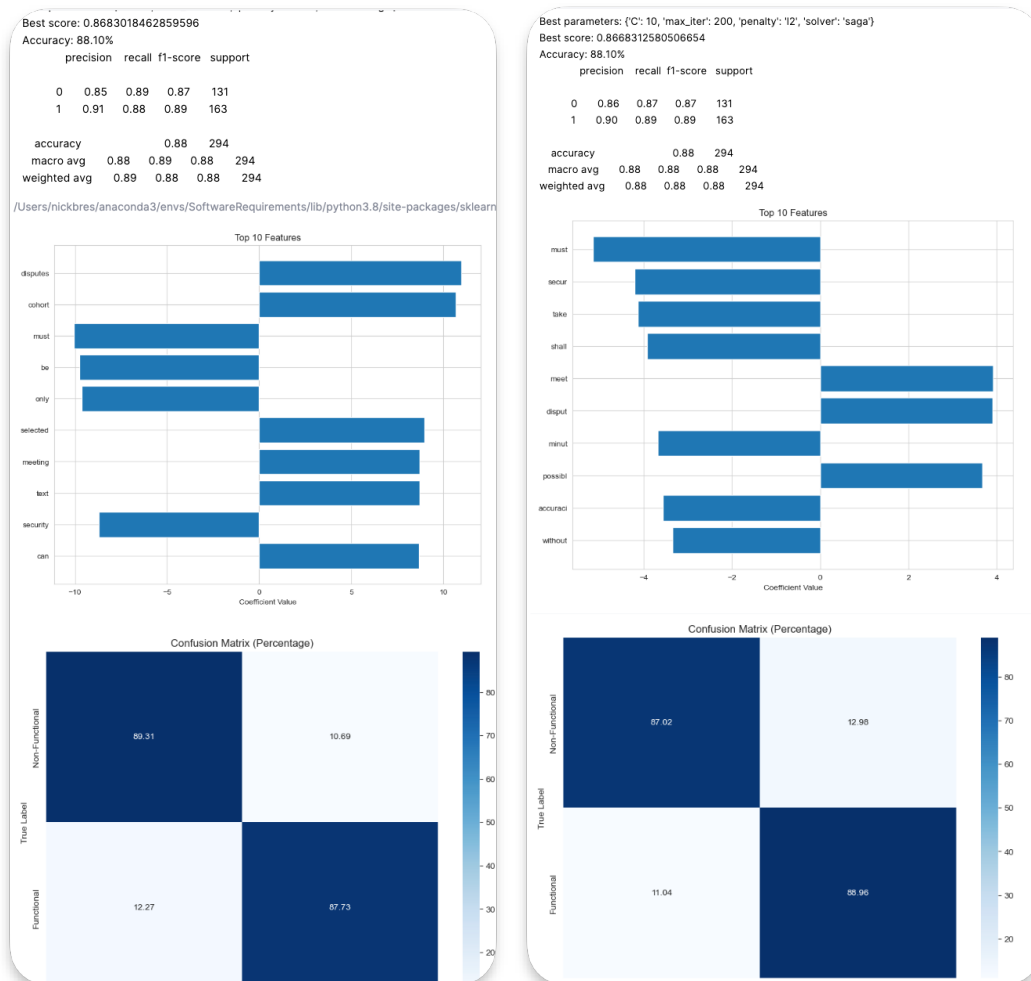 Best score: 0.8683018462859596
Accuracy: 88.10%
precision recall f1-score support
0 0.85 0.89 0.87 131
1 0.91 0.88 0.89 163
accuracy 0.88 294
macro avg 0.88 0.89 0.88 294
weighted avg 0.89 0.88 0.88 294
/Users/nickbres/anaconda3/envs/SoftwareRequirements/lib/python3.8/site-packages/sklearn
Top 10 Features
disputes
cohort
must
be
only
selected
meeting
text
security
can
−10 −5 0 5 10
Coefficient Value
Confusion Matrix (Percentage)
True Label
Non-Functional
Functional
89.31 10.69
12.27 87.73
80
70
60
50
40
30
20
Best parameters: {'C': 10, 'max_iter': 200, 'penalty': 'l2', 'solver': 'saga'}
Best score: 0.8668312580506654
Accuracy: 88.10%
precision recall f1-score support
0 0.86 0.87 0.87 131
1 0.90 0.89 0.89 163
accuracy 0.88 294
macro avg 0.88 0.88 0.88 294
weighted avg 0.88 0.88 0.88 294
Top 10 Features
must
secur
take
shall
meet
disput
minut
possibl
accuraci
without
−4 −2 0 2 4
Coefficient Value
Confusion Matrix (Percentage)
True Label
Non-Functional
Functional
87.02 12.98
11.04 88.96
80
70
60
50
40
30
20